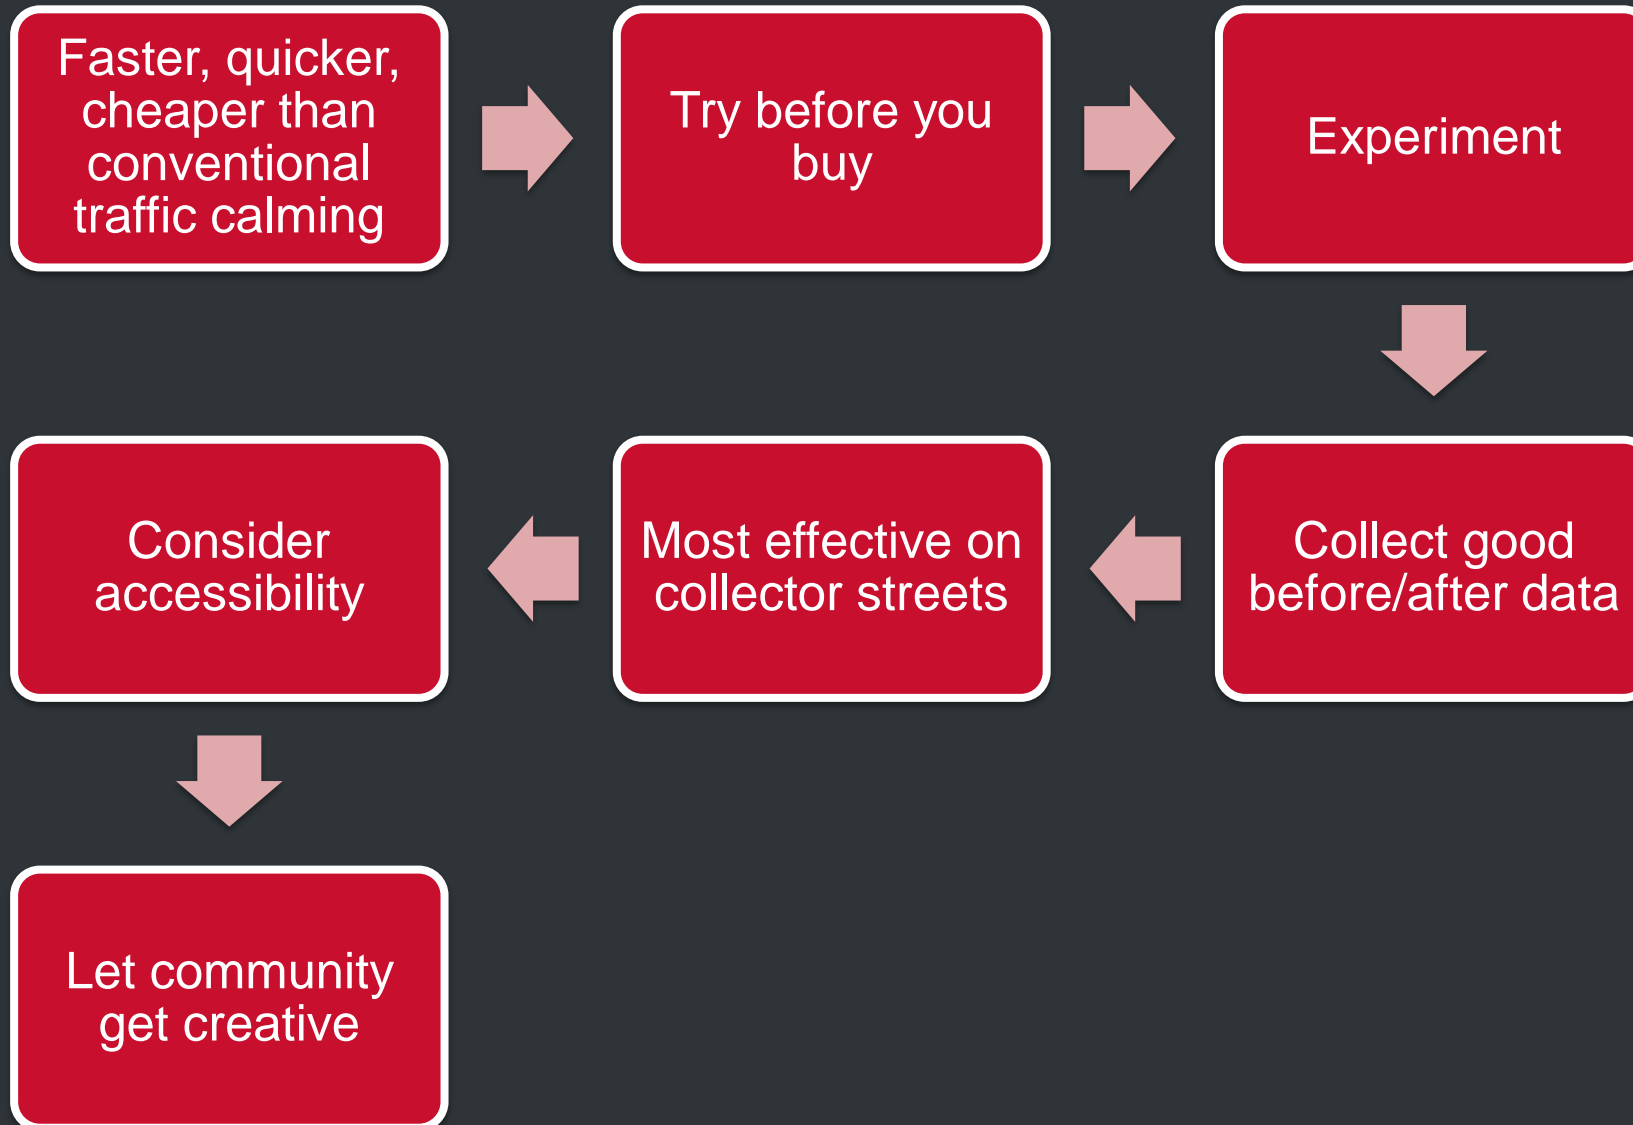 Faster, quicker,
cheaper than
conventional
traffic calming
Try before you
buy
Experiment
Collect good
before/after data
Most effective on
collector streets
Consider
accessibility
Let community
get creative